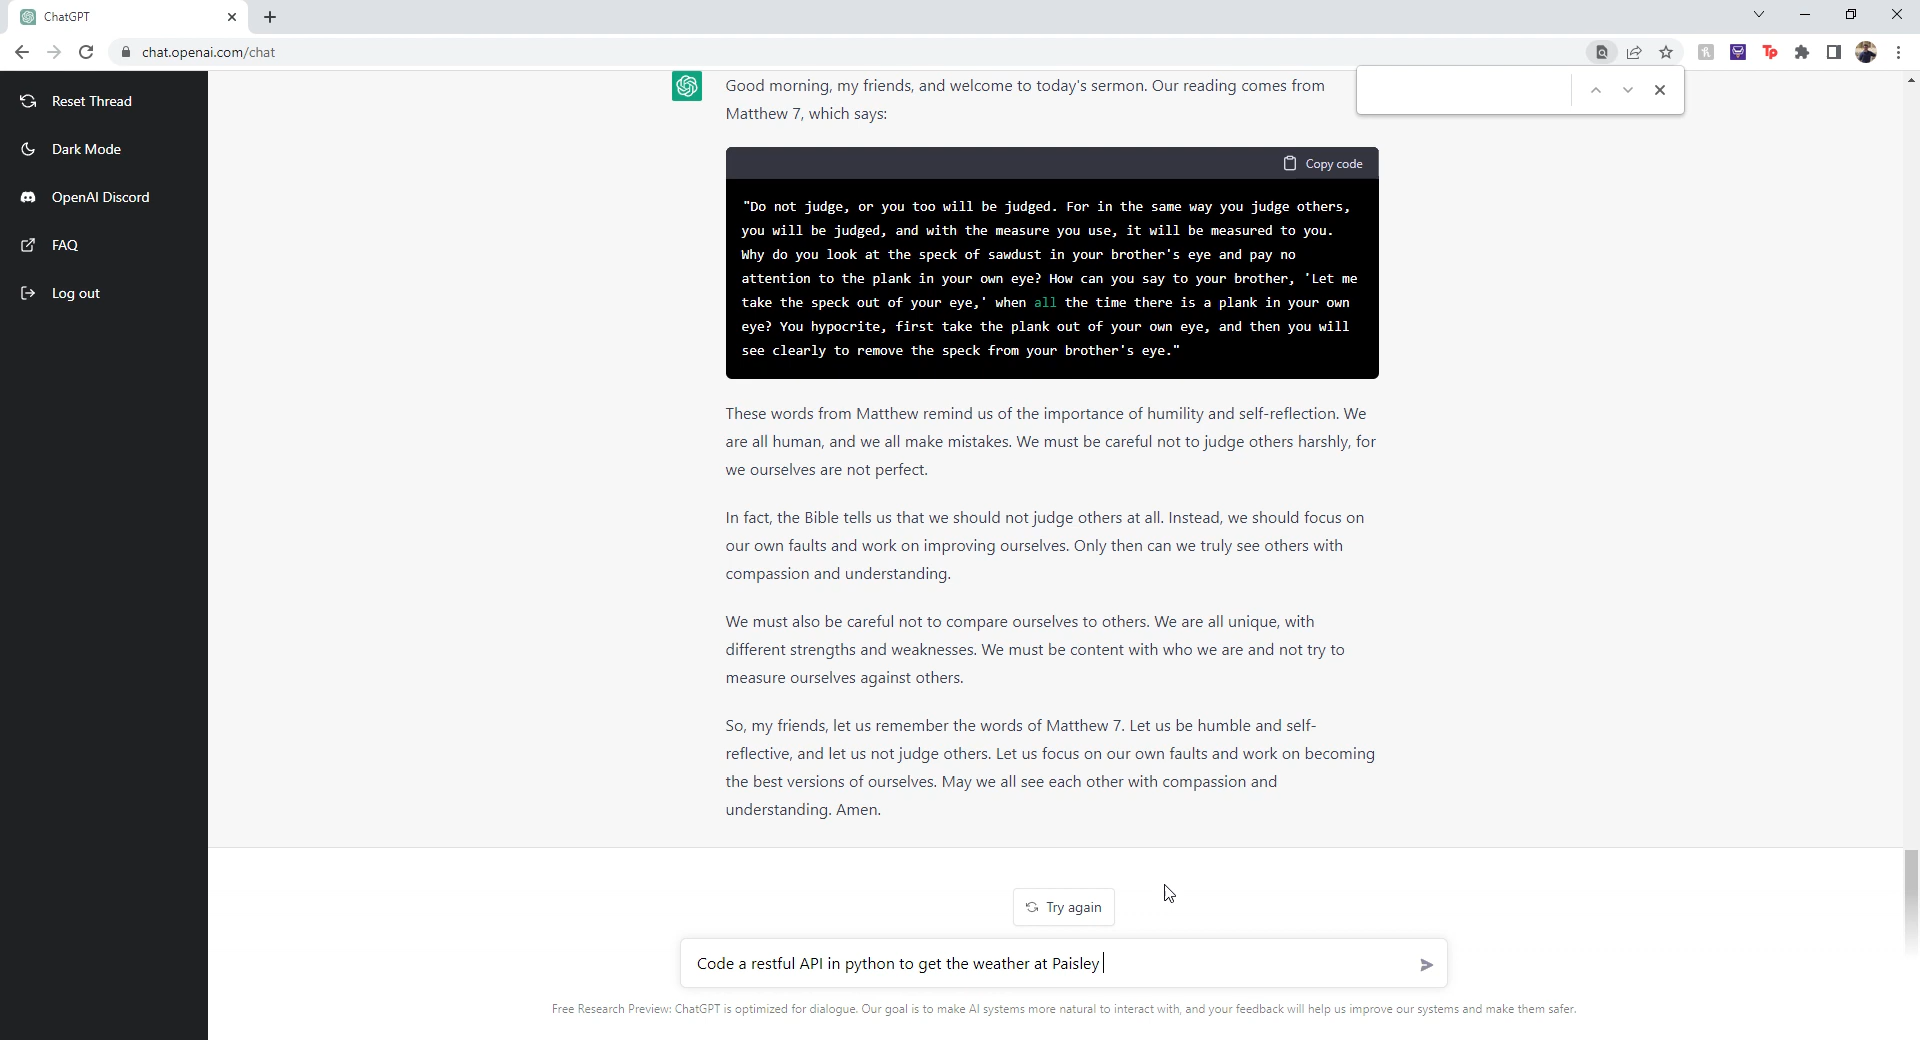 ChatGPT
chat.openai.com/chat
Reset Thread
Dark Mode
OpenAI Discord
FAQ
Log out
Good morning, my friends, and welcome to today's sermon. Our reading comes from
Matthew 7, which says:
Copy code
"Do not judge, or you too will be judged. For in the same way you judge others,
you will be judged, and with the measure you use, it will be measured to you.
Why do you look at the speck of sawdust in your brother's eye and pay no
attention to the plank in your own eye? How can you say to your brother, 'Let me
take the speck out of your eye,' when all the time there is a plank in your own
eye? You hypocrite, first take the plank out of your own eye, and then you will
see clearly to remove the speck from your brother's eye."
These words from Matthew remind us of the importance of humility and self-reflection. We
are all human, and we all make mistakes. We must be careful not to judge others harshly, for
we ourselves are not perfect.
In fact, the Bible tells us that we should not judge others at all. Instead, we should focus on
our own faults and work on improving ourselves. Only then can we truly see others with
compassion and understanding.
We must also be careful not to compare ourselves to others. We are all unique, with
different strengths and weaknesses. We must be content with who we are and not try to
measure ourselves against others.
So, my friends, let us remember the words of Matthew 7. Let us be humble and self-
reflective, and let us not judge others. Let us focus on our own faults and work on becoming
the best versions of ourselves. May we all see each other with compassion and
understanding. Amen.
Try again
Code a restful API in python to get the weather at Paisley
Free Research Preview: ChatGPT is optimized for dialogue. Our goal is to make AI systems more natural to interact with, and your feedback will help us improve our systems and make them safer.